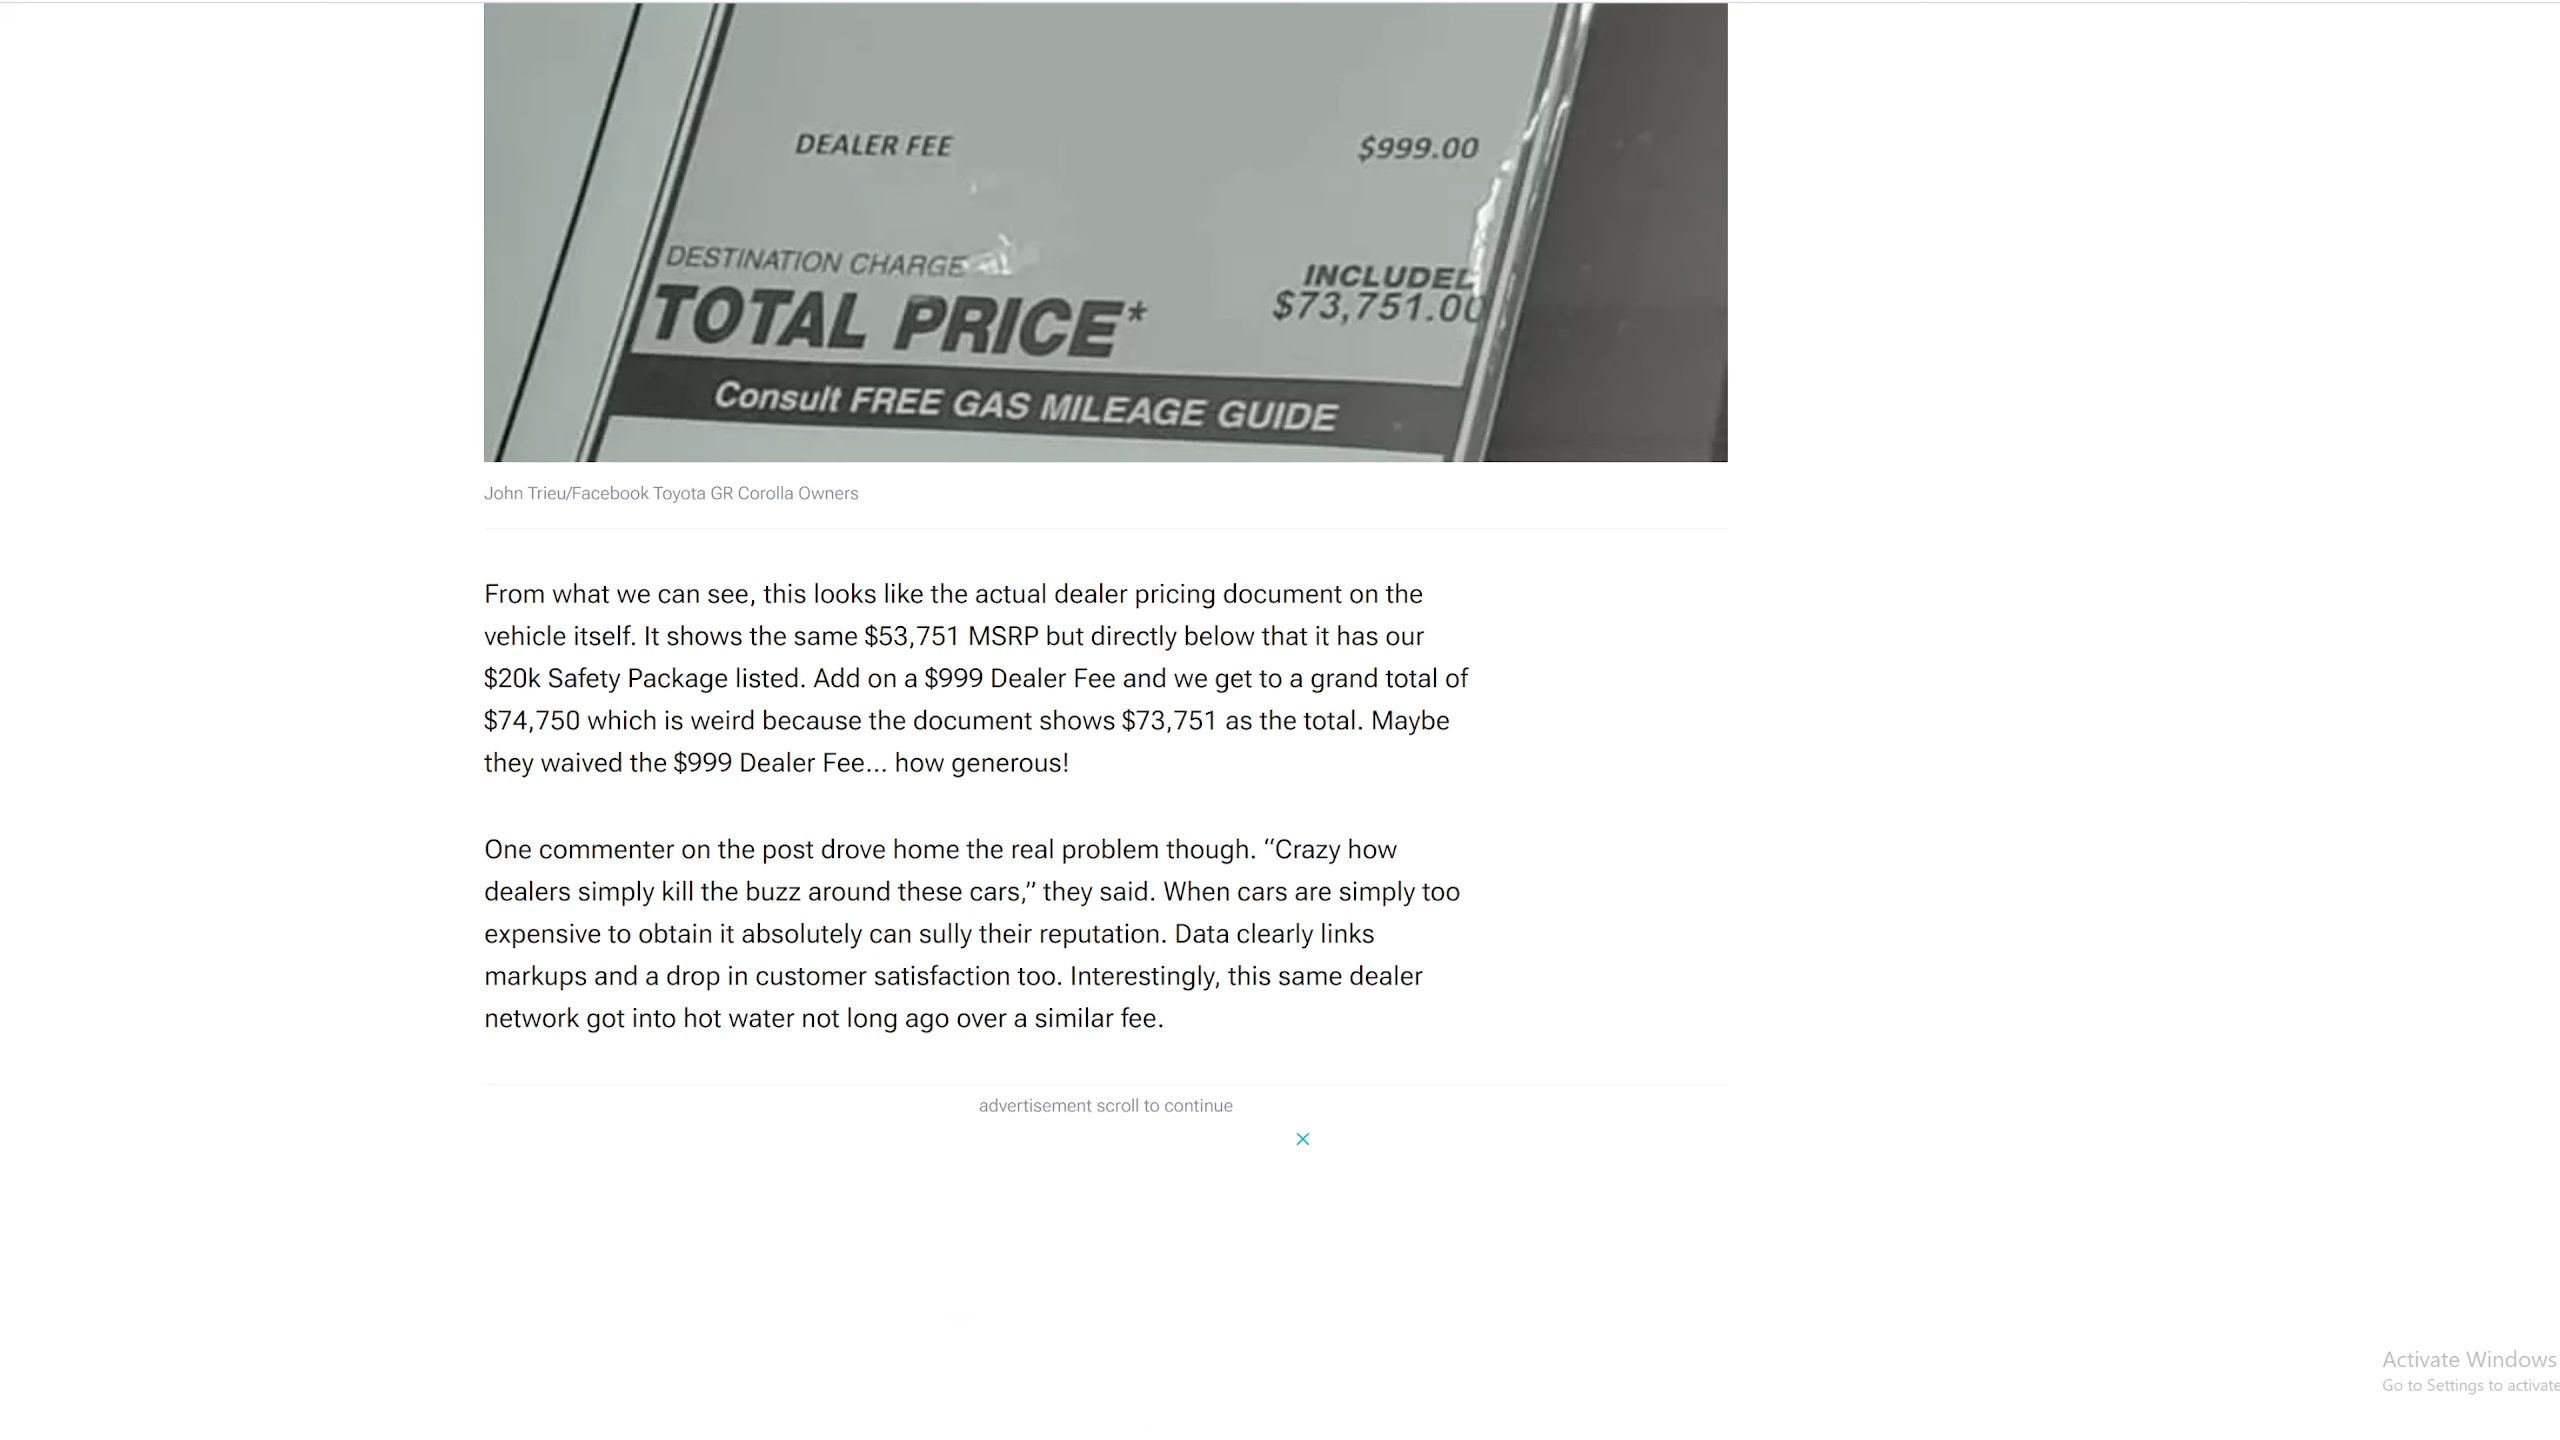 DEALER FEE $999.00
DESTINATION CHARGE INCLUDED
TOTAL PRICE* $73,751.00
Consult FREE GAS MILEAGE GUIDE
John Trieu/Facebook Toyota GR Corolla Owners
From what we can see, this looks like the actual dealer pricing document on the
vehicle itself. It shows the same $53,751 MSRP but directly below that it has our
$20k Safety Package listed. Add on a $999 Dealer Fee and we get to a grand total of
$74,750 which is weird because the document shows $73,751 as the total. Maybe
they waived the $999 Dealer Fee... how generous!
One commenter on the post drove home the real problem though. “Crazy how
dealers simply kill the buzz around these cars,” they said. When cars are simply too
expensive to obtain it absolutely can sully their reputation. Data clearly links
markups and a drop in customer satisfaction too. Interestingly, this same dealer
network got into hot water not long ago over a similar fee.
advertisement scroll to continue
Activate Windows
Go to Settings to activate